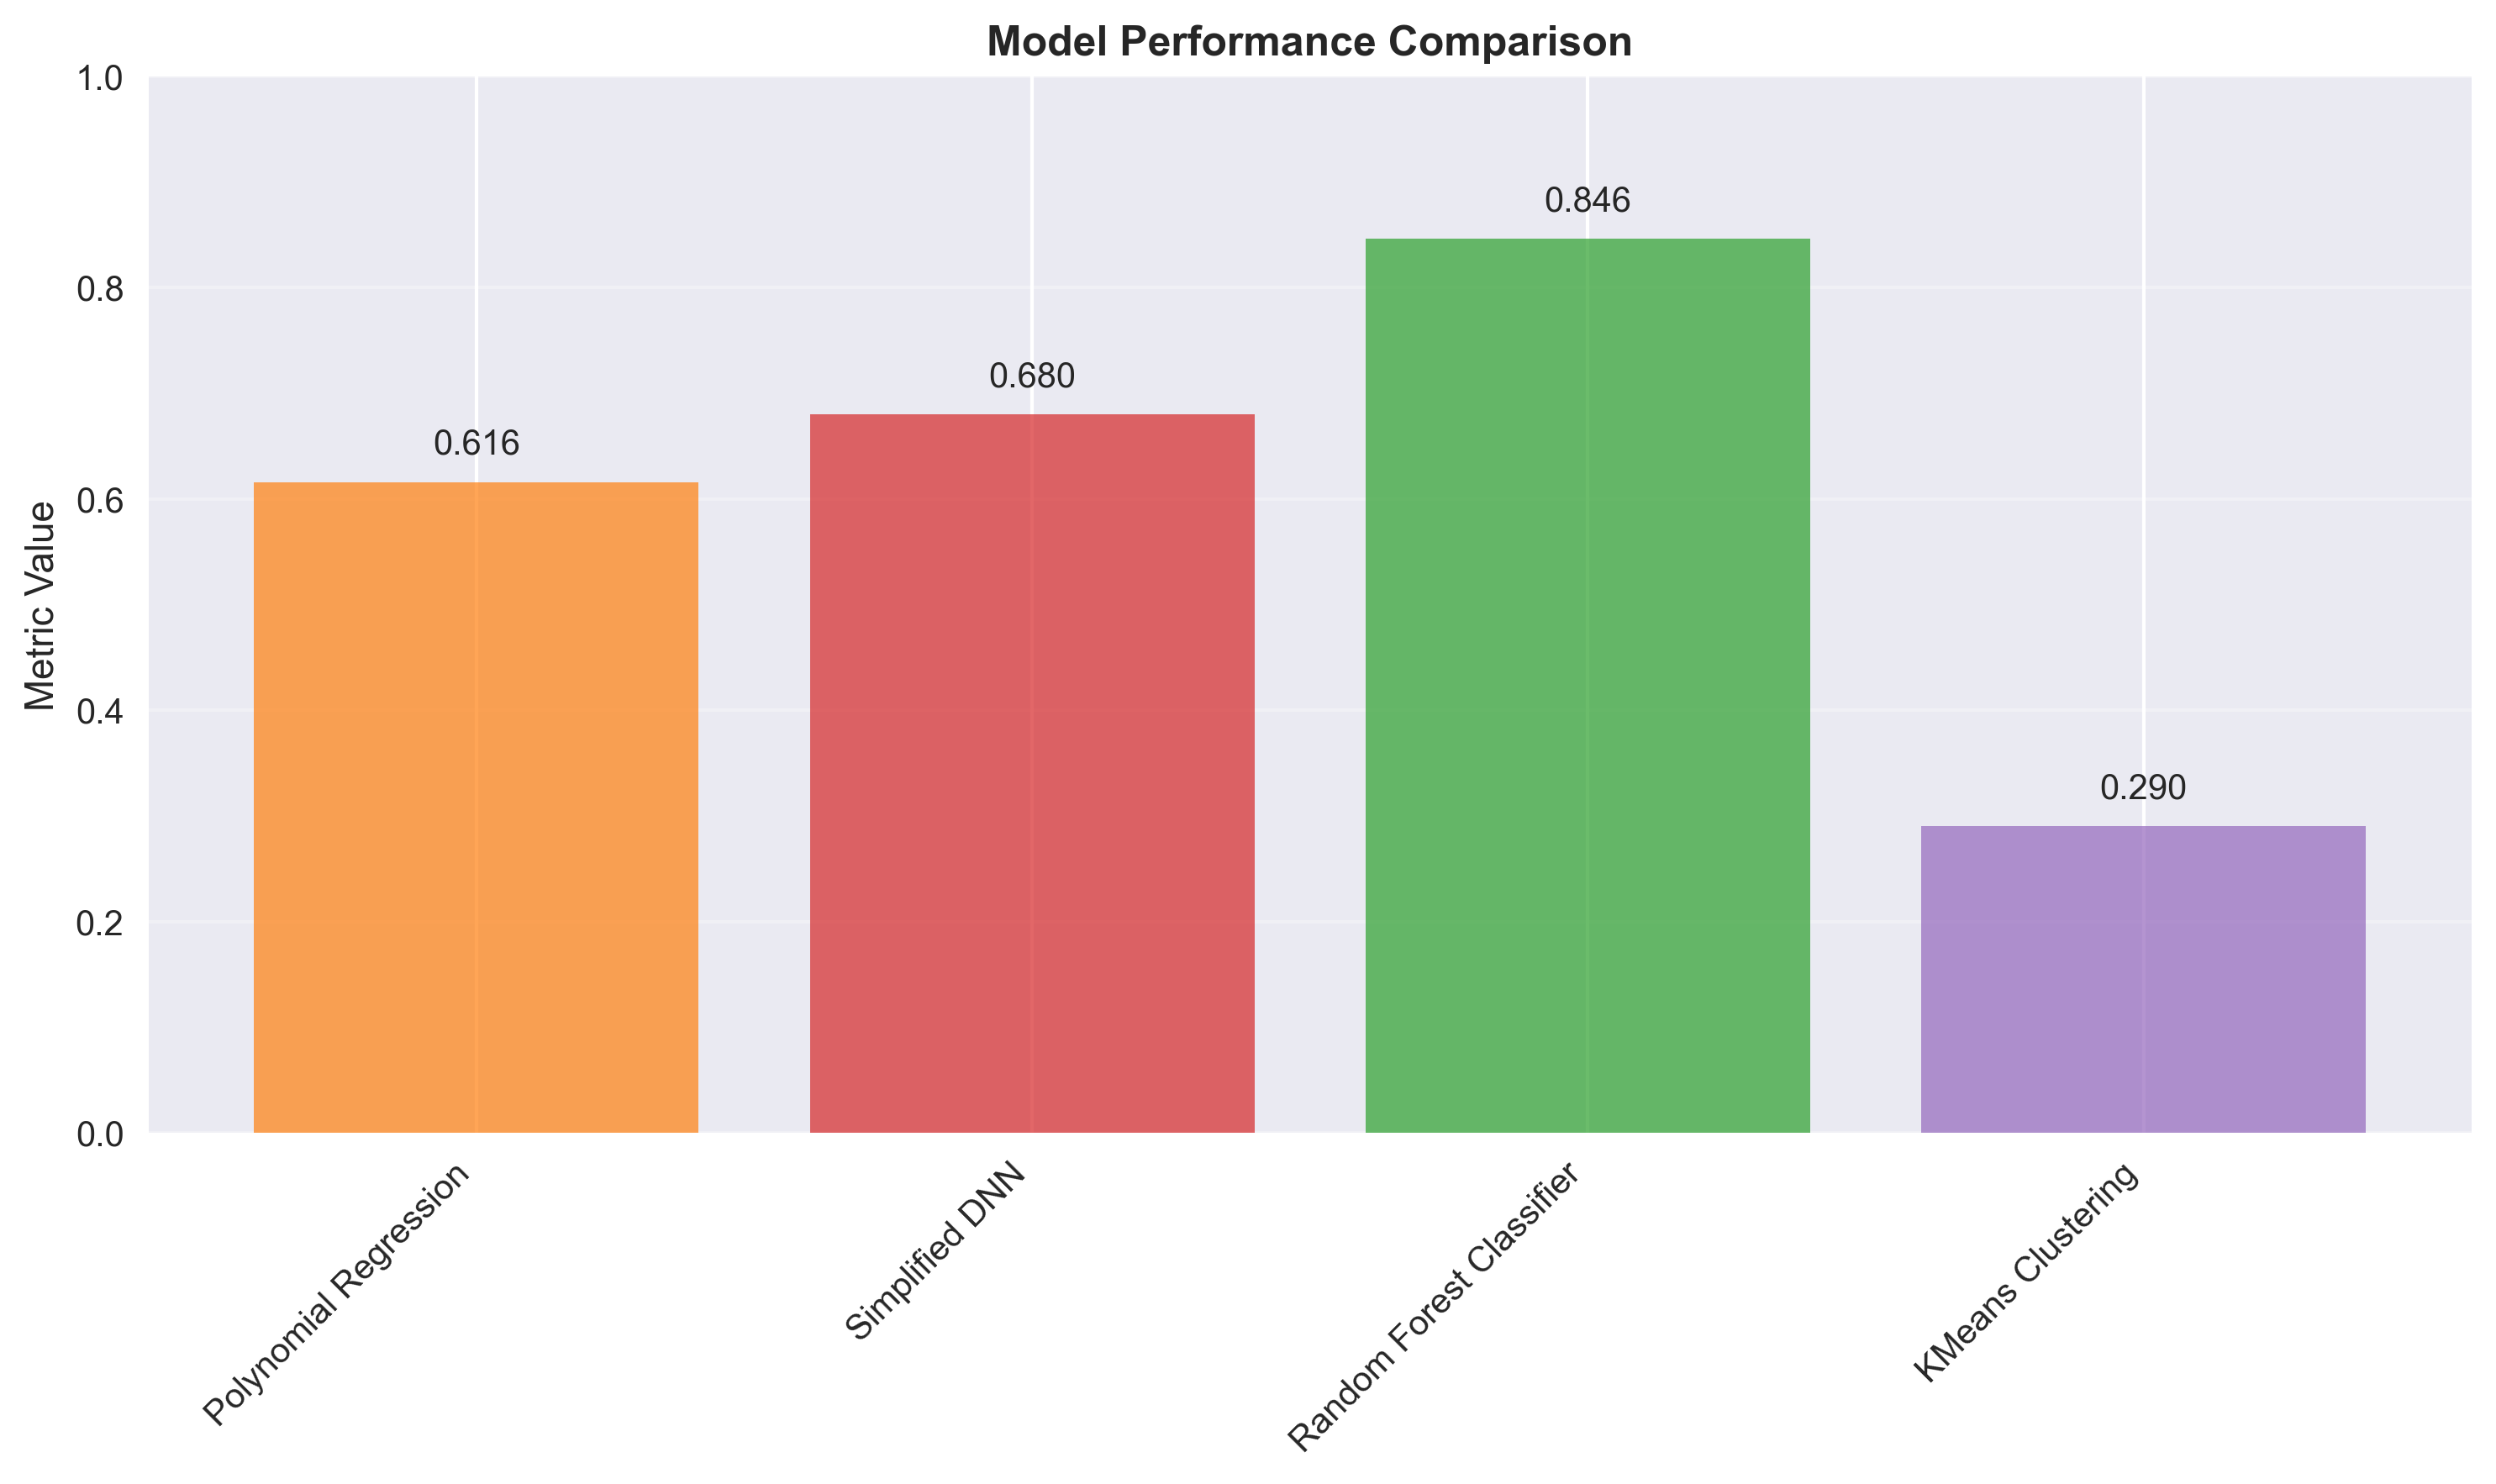 Model Performance Comparison
1.0
0.8
0.6
0.4
0.2
0.0
Metric Value
0.616
0.680
0.846
0.290
Polynomial Regression
Simplified DNN
Random Forest Classifier
KMeans Clustering